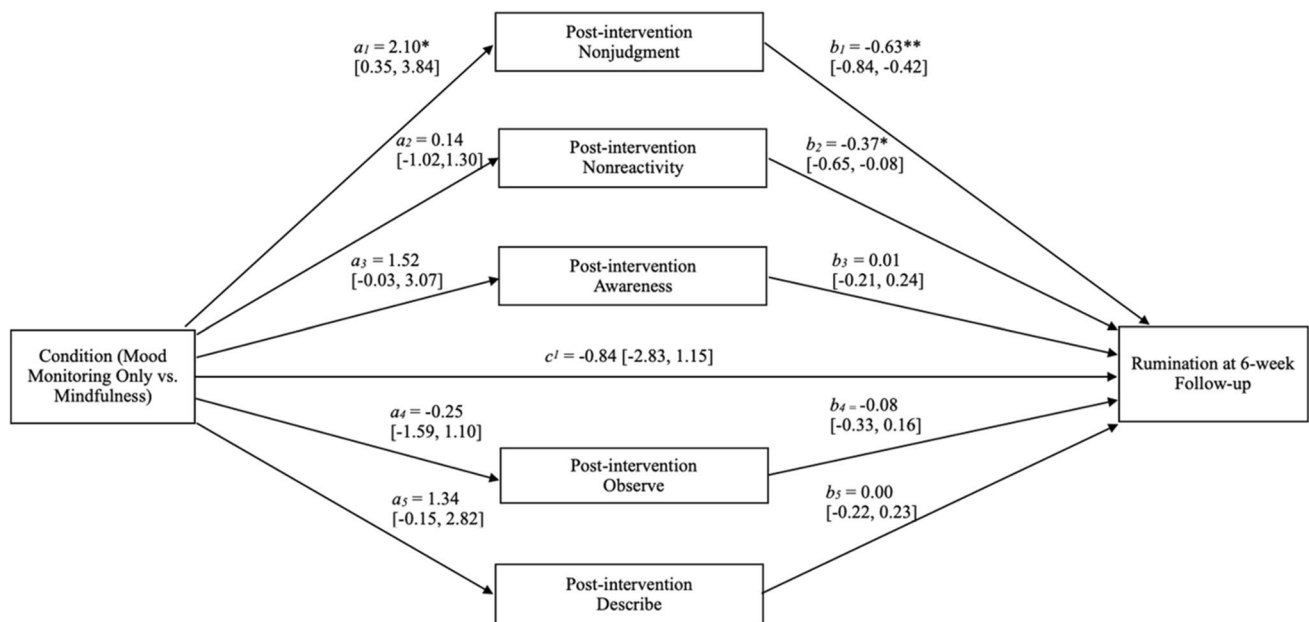 a1 = 2.10*
[0.35, 3.84]
Post-intervention
Nonjudgment
b1 = -0.63**
[-0.84, -0.42]
a2 = 0.14
[-1.02,1.30]
Post-intervention
Nonreactivity
b2 = -0.37*
[-0.65, -0.08]
a3 = 1.52
[-0.03, 3.07]
Post-intervention
Awareness
b3 = 0.01
[-0.21, 0.24]
Condition (Mood
Monitoring Only vs.
Mindfulness)
c1 = -0.84 [-2.83, 1.15]
Rumination at 6-week
Follow-up
a4 = -0.25
[-1.59, 1.10]
Post-intervention
Observe
b4 = -0.08
[-0.33, 0.16]
a5 = 1.34
[-0.15, 2.82]
Post-intervention
Describe
b5 = 0.00
[-0.22, 0.23]